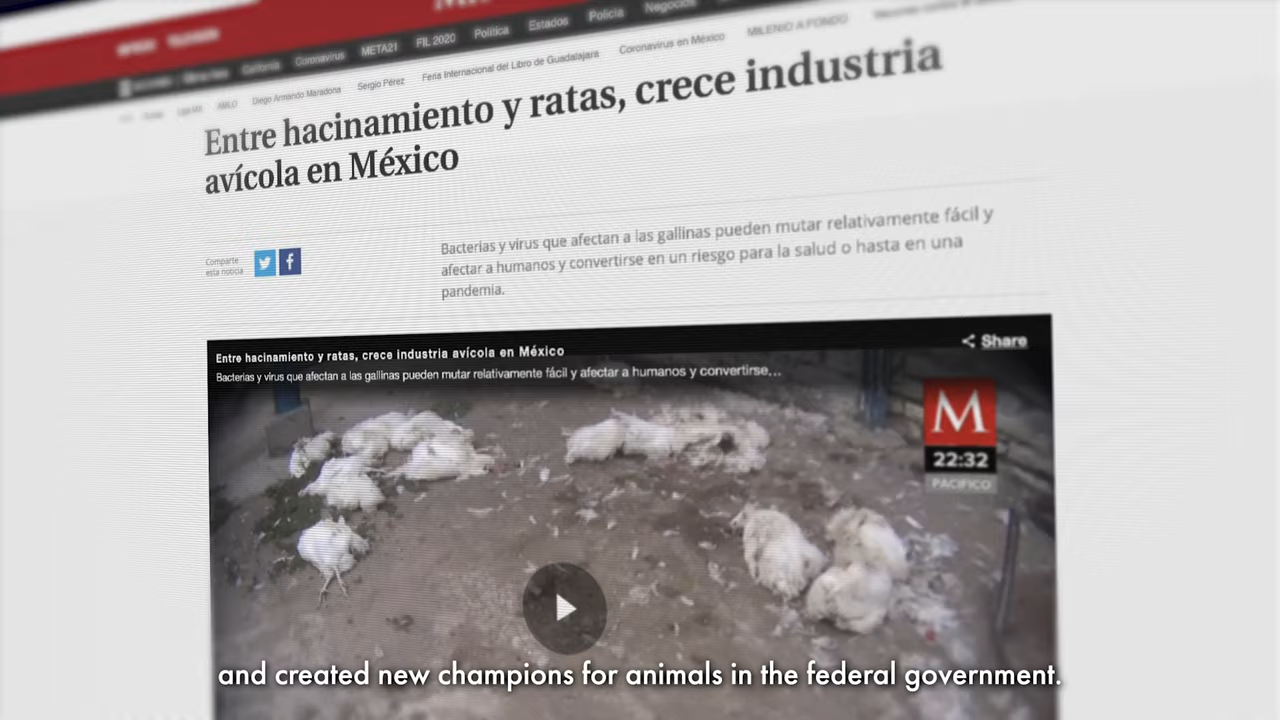 Coronavirus META21 FIL 2020 Política Estados Policía Negocios
AMLO Diego Armando Maradona Sergio Pérez Feria Internacional del Libro de Guadalajara Coronavirus en México MILENIO A FONDO
Entre hacinamiento y ratas, crece industria
avícola en México
Comparte
esta noticia
Bacterias y virus que afectan a las gallinas pueden mutar relativamente fácil y
afectar a humanos y convertirse en un riesgo para la salud o hasta en una
pandemia.
Entre hacinamiento y ratas, crece industria avícola en México
Share
Bacterias y virus que afectan a las gallinas pueden mutar relativamente fácil y afectar a humanos y convertirse...
M
22:32
PACIFICO
and created new champions for animals in the federal government.